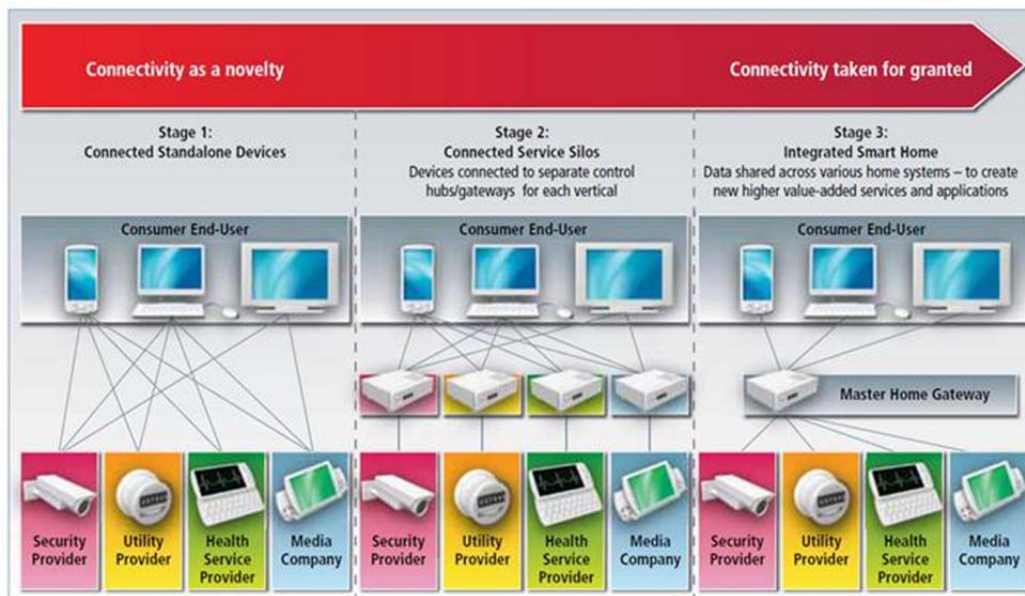 Connectivity as a novelty
Connectivity taken for granted
Stage 1:
Connected Standalone Devices
Stage 2:
Connected Service Silos
Devices connected to separate control
hubs/gateways for each vertical
Stage 3:
Integrated Smart Home
Data shared across various home systems – to create
new higher value-added services and applications
Consumer End-User
Consumer End-User
Consumer End-User
Master Home Gateway
Security
Provider
Utility
Provider
Health
Service
Provider
Media
Company
Security
Provider
Utility
Provider
Health
Service
Provider
Media
Company
Security
Provider
Utility
Provider
Health
Service
Provider
Media
Company